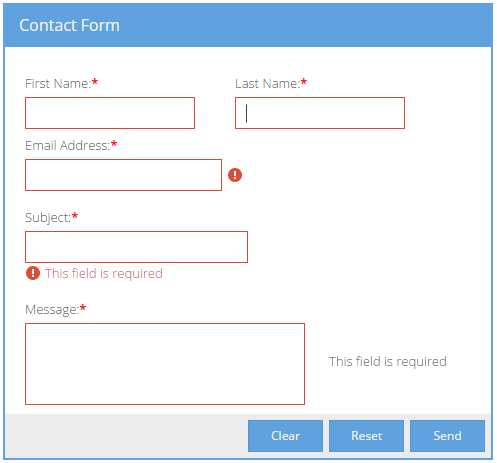 Contact Form
First Name:* Last Name:*
Email Address:*
Subject:*
This field is required
Message:*
This field is required
Clear Reset Send